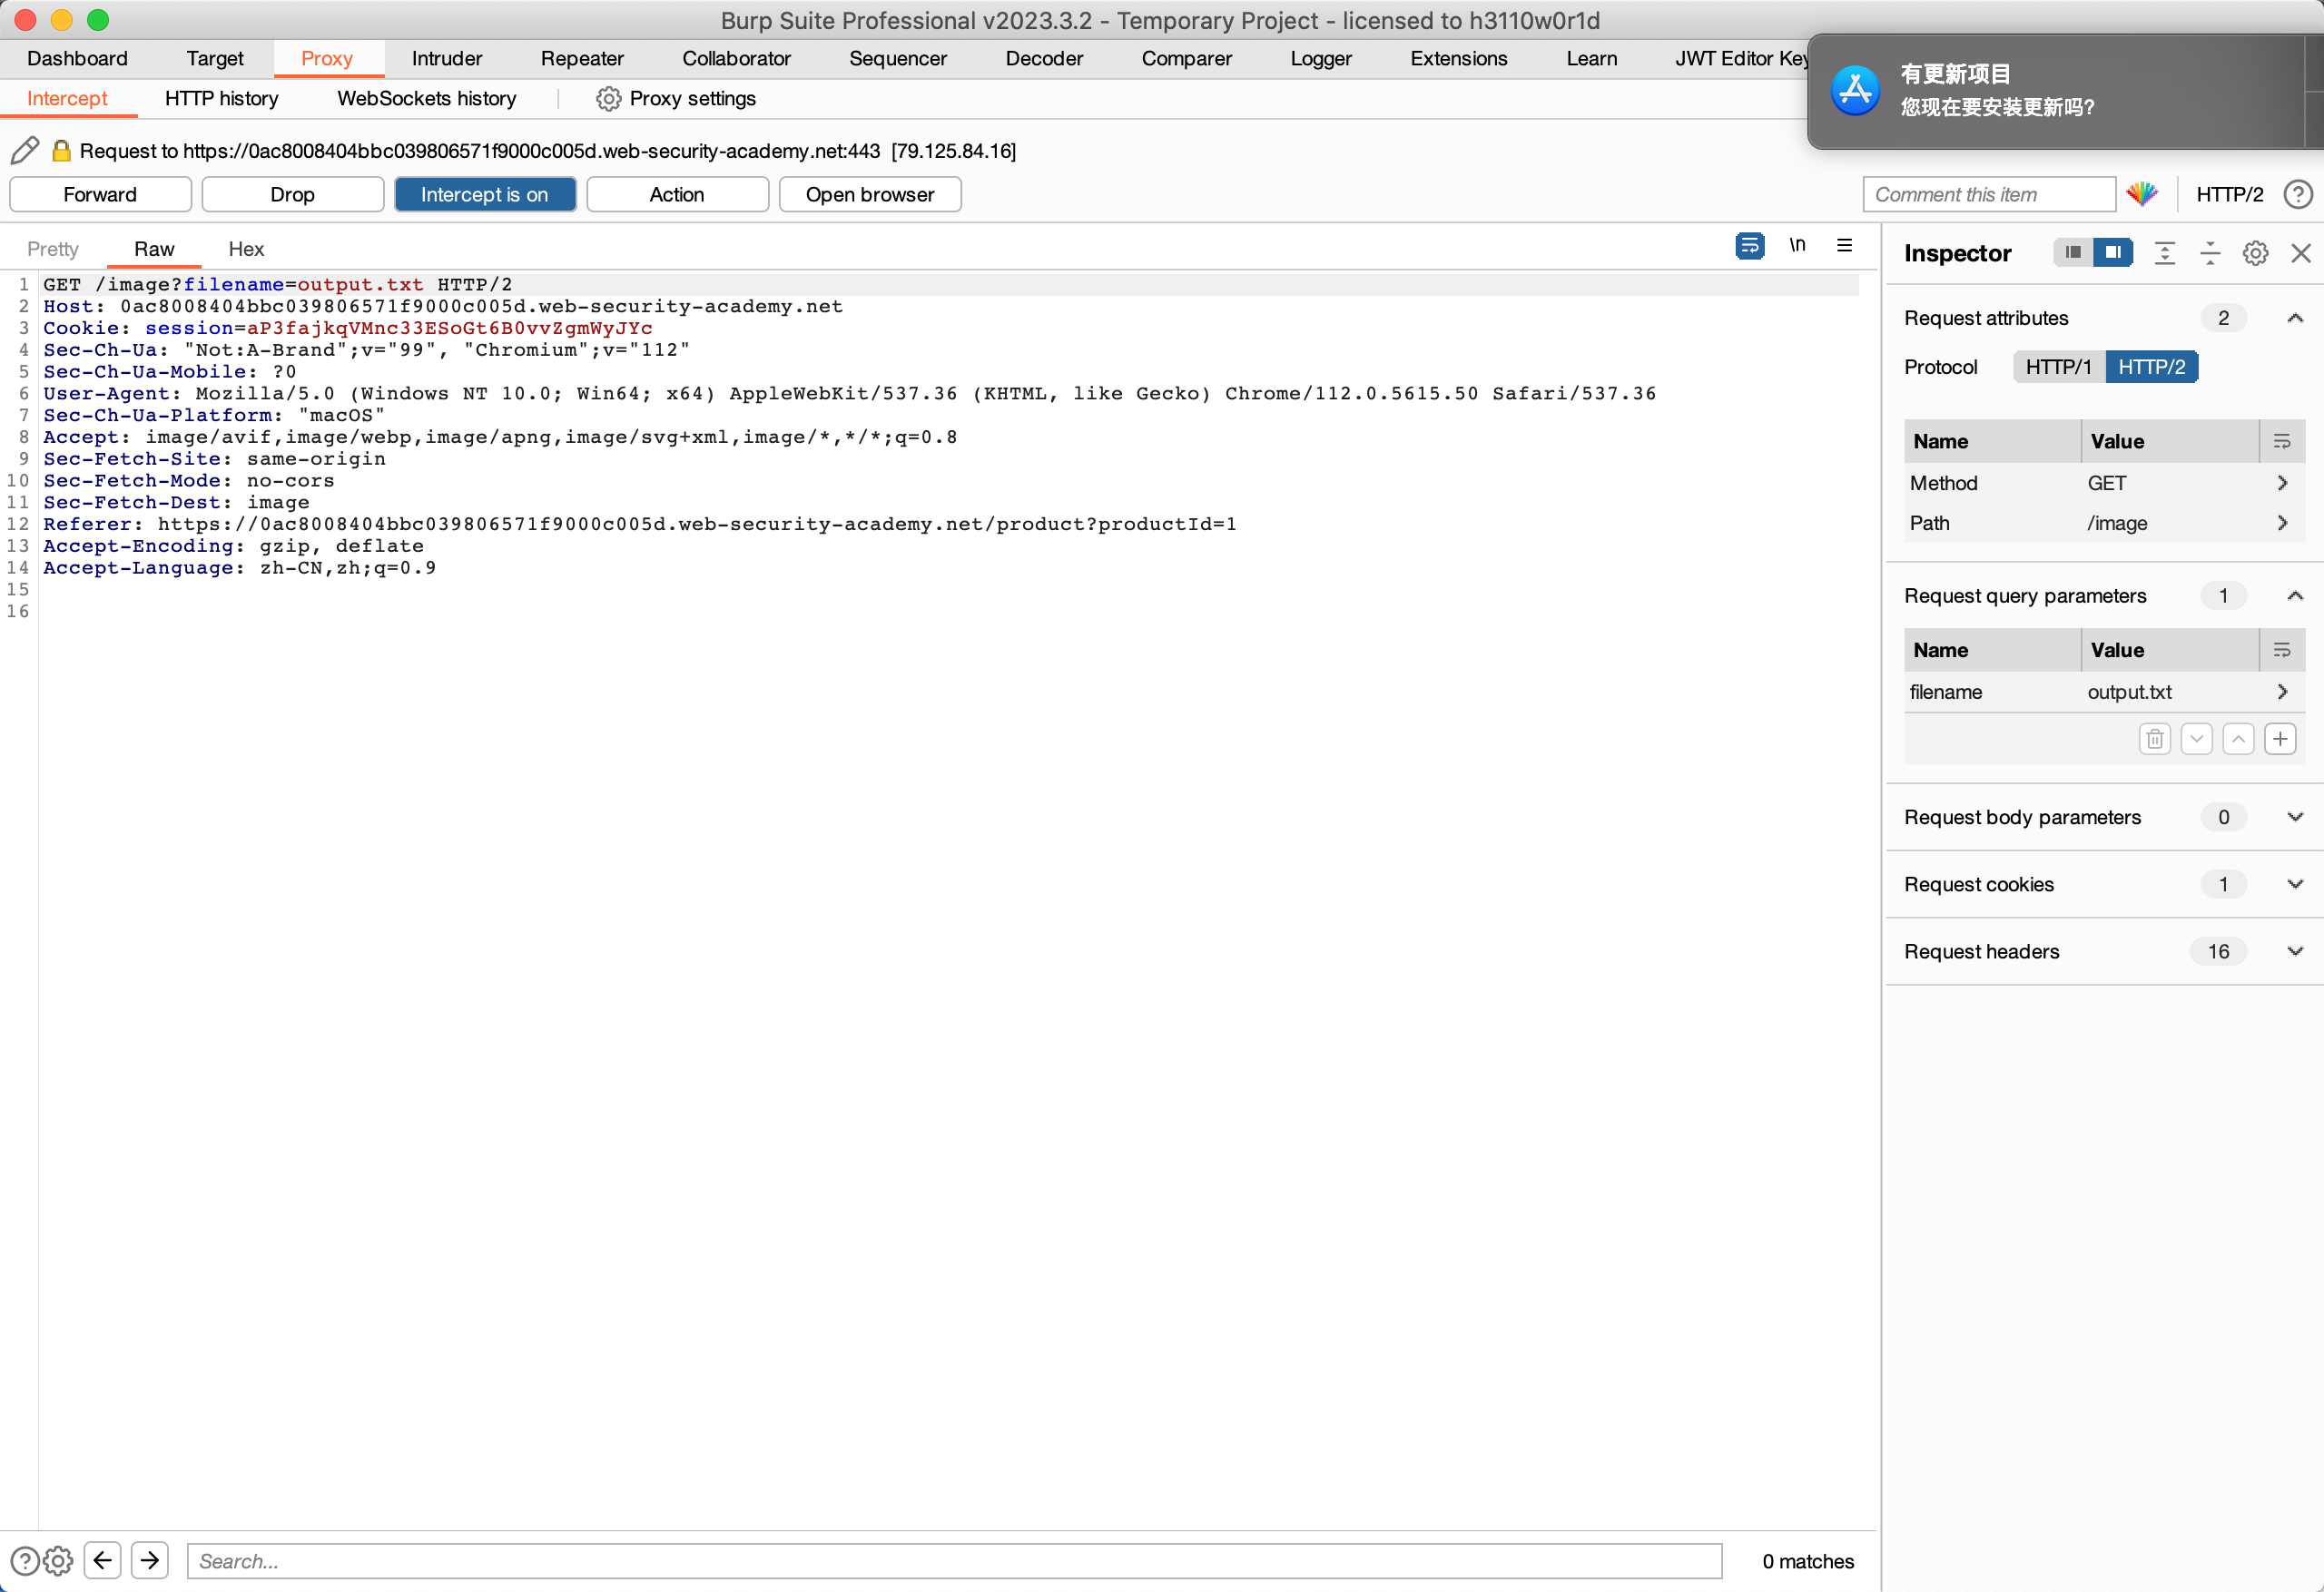 Burp Suite Professional v2023.3.2 - Temporary Project - licensed to h3110w0r1d
Dashboard Target Proxy Intruder Repeater Collaborator Sequencer Decoder Comparer Logger Extensions Learn JWT Editor Key
有更新项目
您现在要安装更新吗?
Intercept HTTP history WebSockets history Proxy settings
Request to https://0ac8008404bbc039806571f9000c005d.web-security-academy.net:443 [79.125.84.16]
Forward Drop Intercept is on Action Open browser Comment this item HTTP/2 ?
Pretty Raw Hex \n
1 GET /image?filename=output.txt HTTP/2
2 Host: 0ac8008404bbc039806571f9000c005d.web-security-academy.net
3 Cookie: session=aP3fajkqVMnc33ESoGt6B0vvZgmWyJYc
4 Sec-Ch-Ua: "Not:A-Brand";v="99", "Chromium";v="112"
5 Sec-Ch-Ua-Mobile: ?0
6 User-Agent: Mozilla/5.0 (Windows NT 10.0; Win64; x64) AppleWebKit/537.36 (KHTML, like Gecko) Chrome/112.0.5615.50 Safari/537.36
7 Sec-Ch-Ua-Platform: "macOS"
8 Accept: image/avif,image/webp,image/apng,image/svg+xml,image/*,*/*;q=0.8
9 Sec-Fetch-Site: same-origin
10 Sec-Fetch-Mode: no-cors
11 Sec-Fetch-Dest: image
12 Referer: https://0ac8008404bbc039806571f9000c005d.web-security-academy.net/product?productId=1
13 Accept-Encoding: gzip, deflate
14 Accept-Language: zh-CN,zh;q=0.9
15
16
Inspector
Request attributes 2
Protocol HTTP/1 HTTP/2
Name Value
Method GET
Path /image
Request query parameters 1
Name Value
filename output.txt
Request body parameters 0
Request cookies 1
Request headers 16
? Search... 0 matches